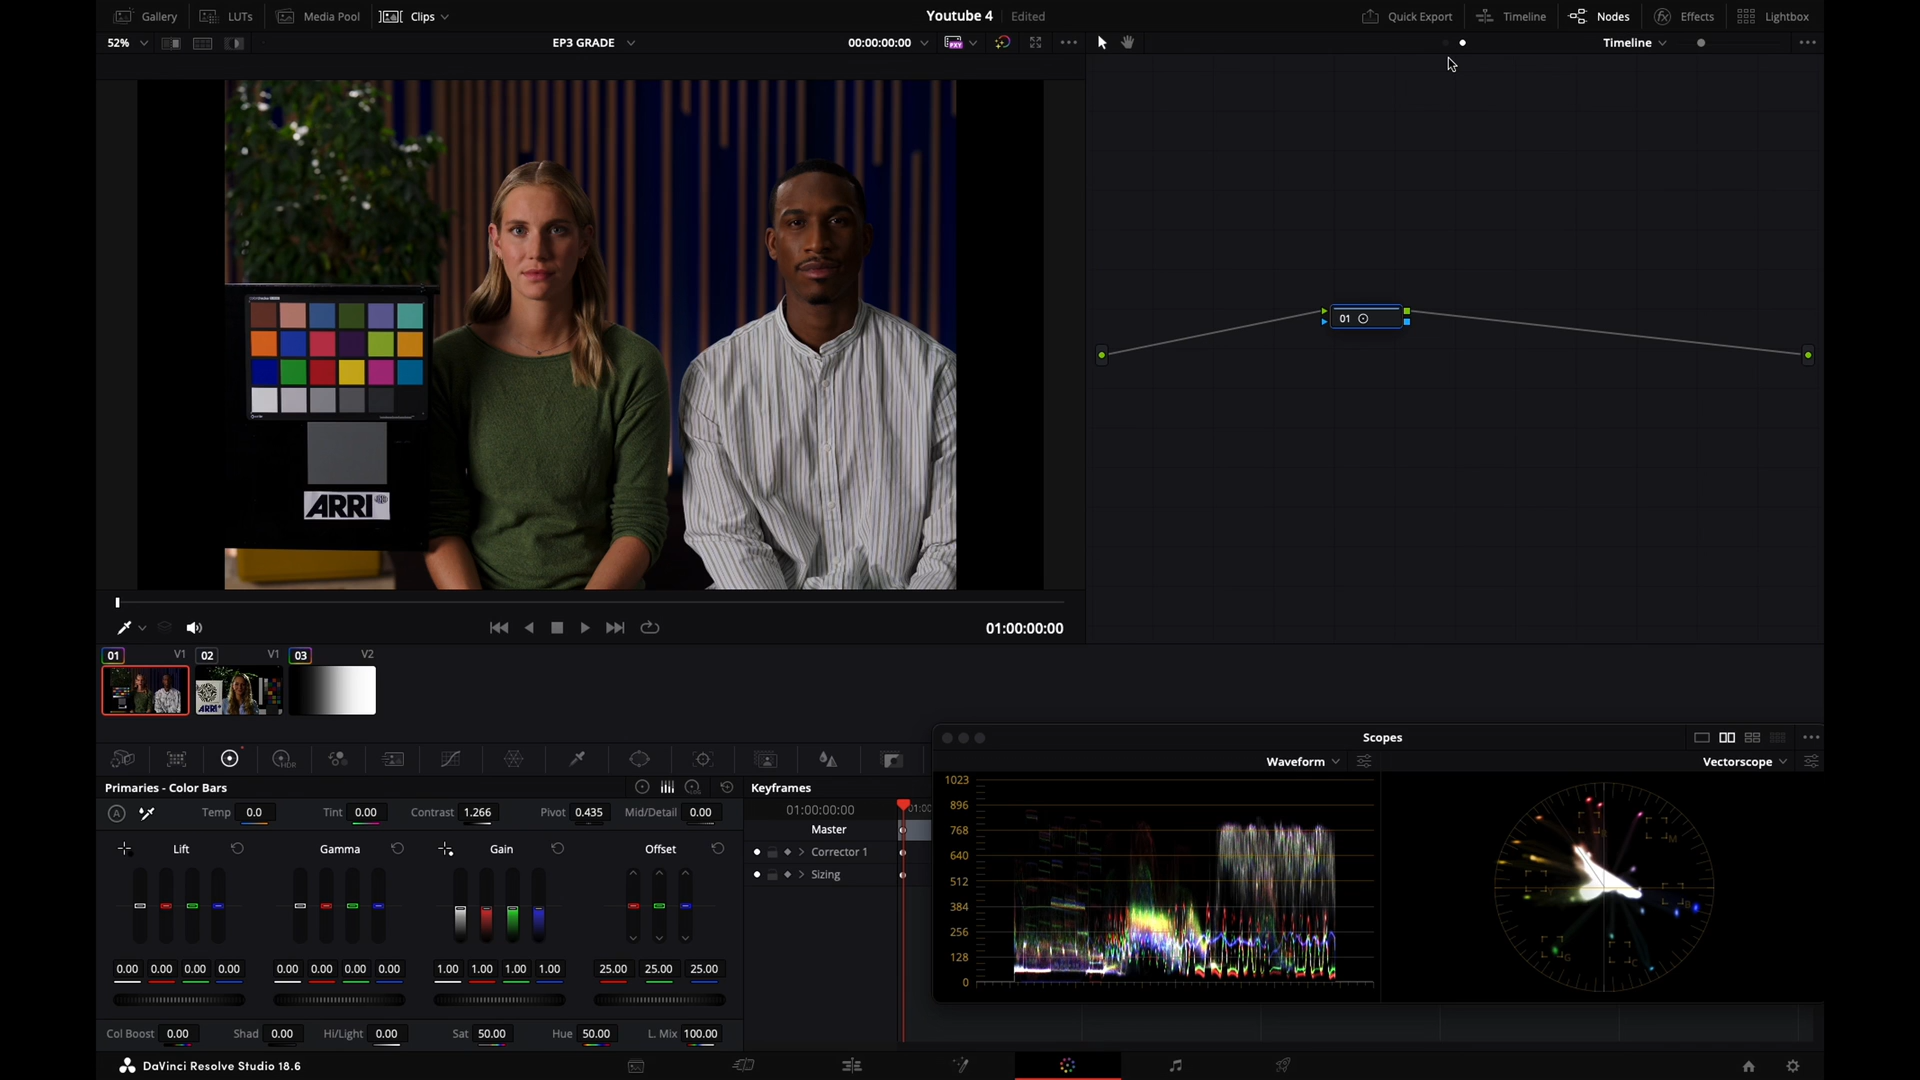 Gallery LUTs Media Pool Clips Youtube 4 Edited Quick Export Timeline Nodes Effects Lightbox
52% EP3 GRADE 00:00:00:00 PXY Timeline
01
ARRI
01:00:00:00
01 V1 02 V1 03 V2
ARRI
HDR
Scopes
Waveform Vectorscope
Primaries - Color Bars Keyframes
A Temp 0.0 Tint 0.00 Contrast 1.266 Pivot 0.435 Mid/Detail 0.00
01:00:00:00
Master
Corrector 1
Sizing
Lift Gamma Gain Offset
0.00 0.00 0.00 0.00 0.00 0.00 0.00 0.00 1.00 1.00 1.00 1.00 25.00 25.00 25.00
Col Boost 0.00 Shad 0.00 Hi/Light 0.00 Sat 50.00 Hue 50.00 L. Mix 100.00
1023
896
768
640
512
384
256
128
0
R
M
B
G
C
DaVinci Resolve Studio 18.6